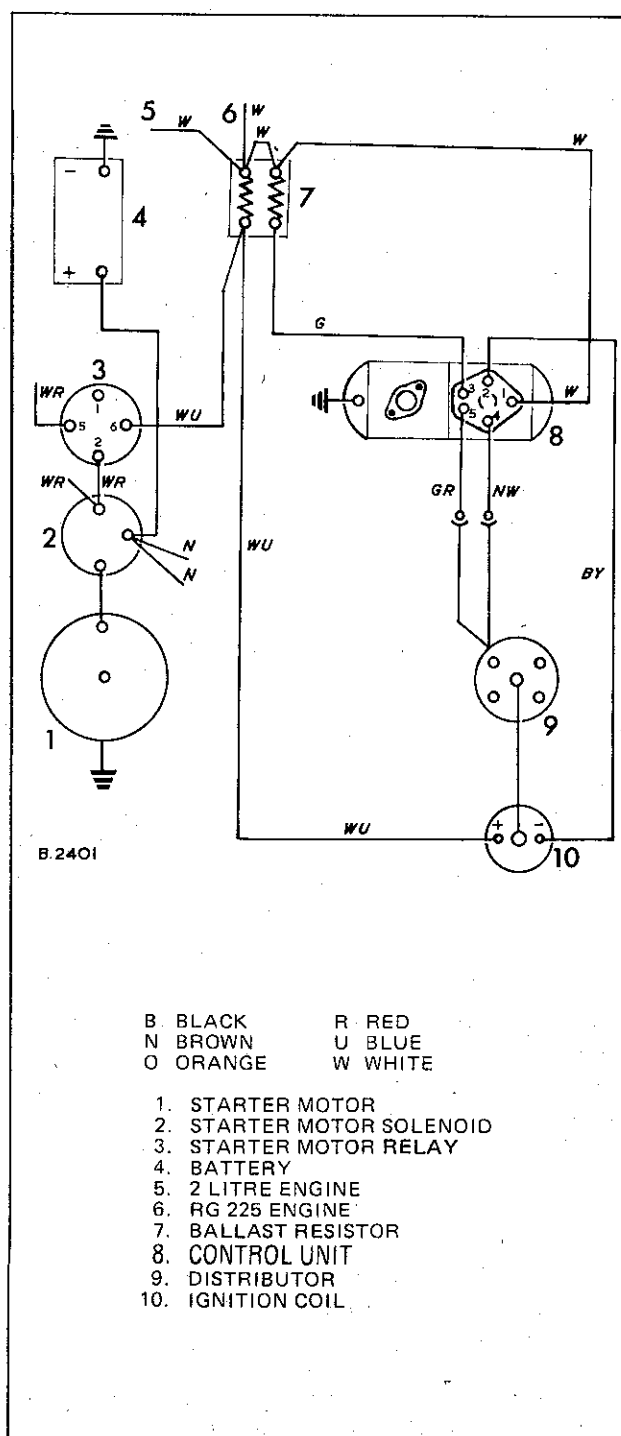 5 W 6 W
W W
- 4 7
+
G
3 WR 1 WU
5 6
2
3 2 1 W
5 4 8
WR WR GR NW
2 N WU BY
N
1 9
B.2401 WU + - 10
B BLACK R RED
N BROWN U BLUE
O ORANGE W WHITE
1. STARTER MOTOR
2. STARTER MOTOR SOLENOID
3. STARTER MOTOR RELAY
4. BATTERY
5. 2 LITRE ENGINE
6. RG 225 ENGINE
7. BALLAST RESISTOR
8. CONTROL UNIT
9. DISTRIBUTOR
10. IGNITION COIL